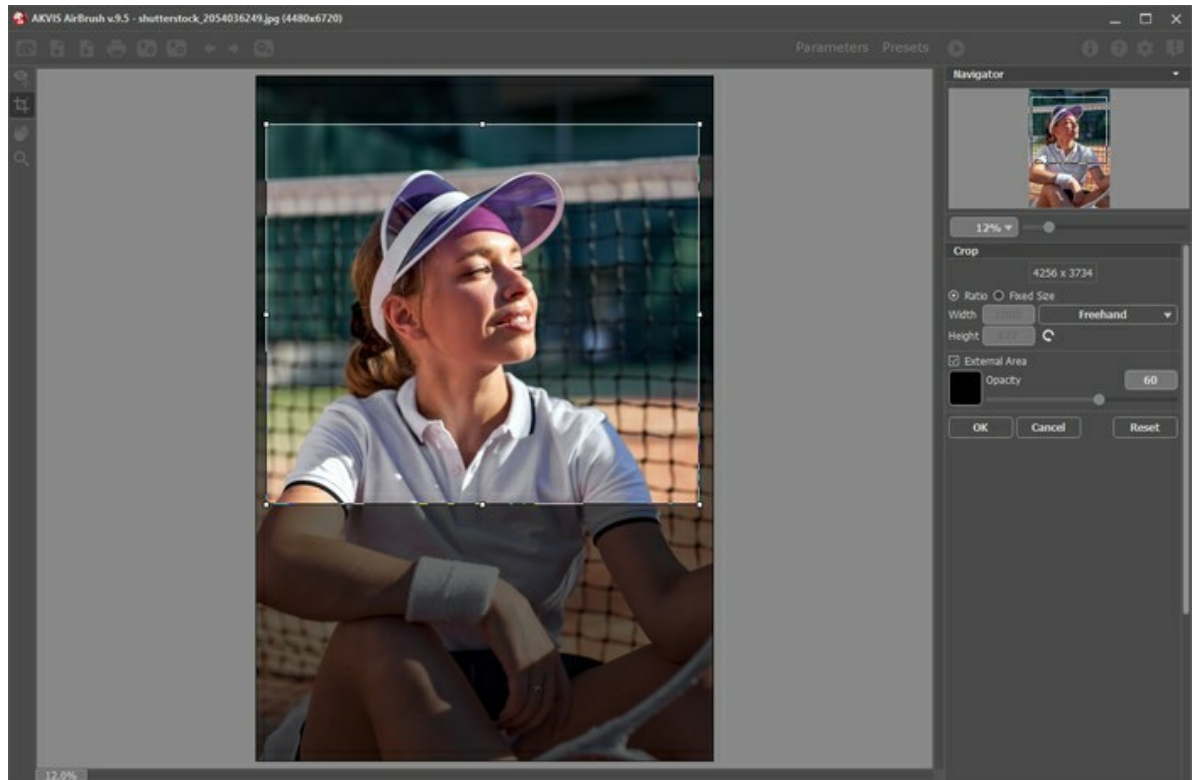 AKVIS AirBrush v.9.5 - shutterstock_2054036249.jpg (4480x6720)
Parameters Presets
Navigator
12%
Crop
4256 x 3734
Ratio Fixed Size
Width Freehand
Height
External Area
Opacity 60
OK Cancel Reset
12.0%